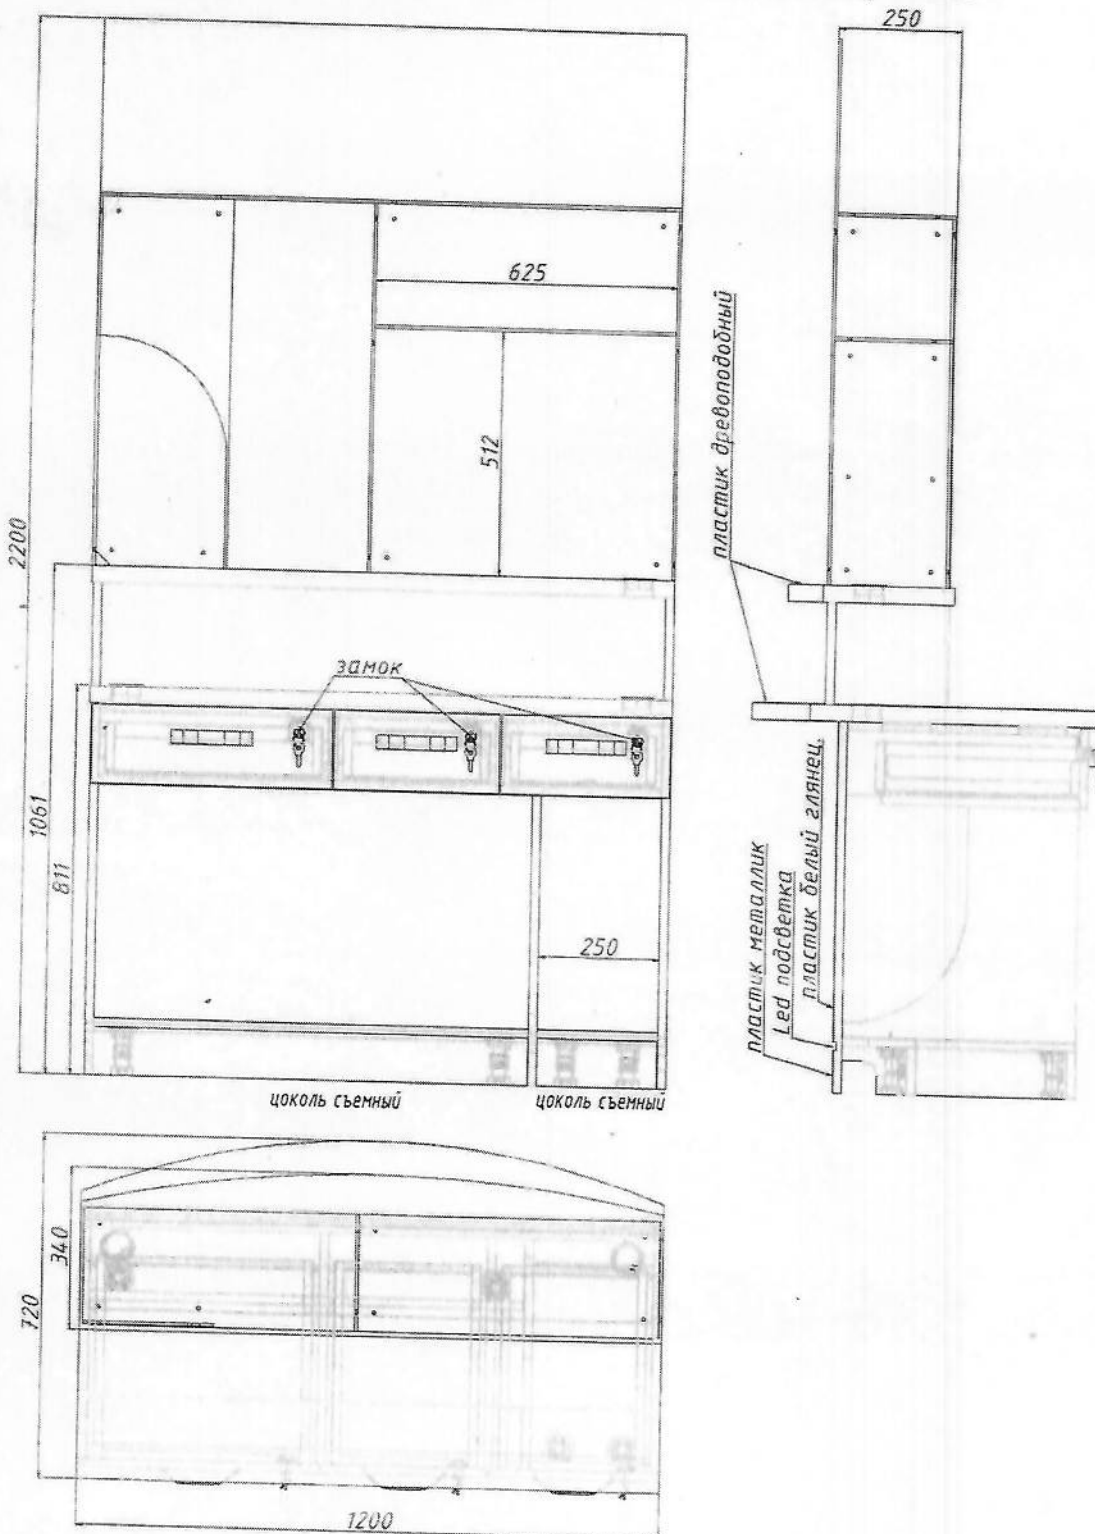 250
625
512
2200
пластик древоподобный
замок
1061
811
250
пластик металлик
Led подсветка
пластик белый глянец.
цоколь съемный
цоколь съемный
340
720
1200